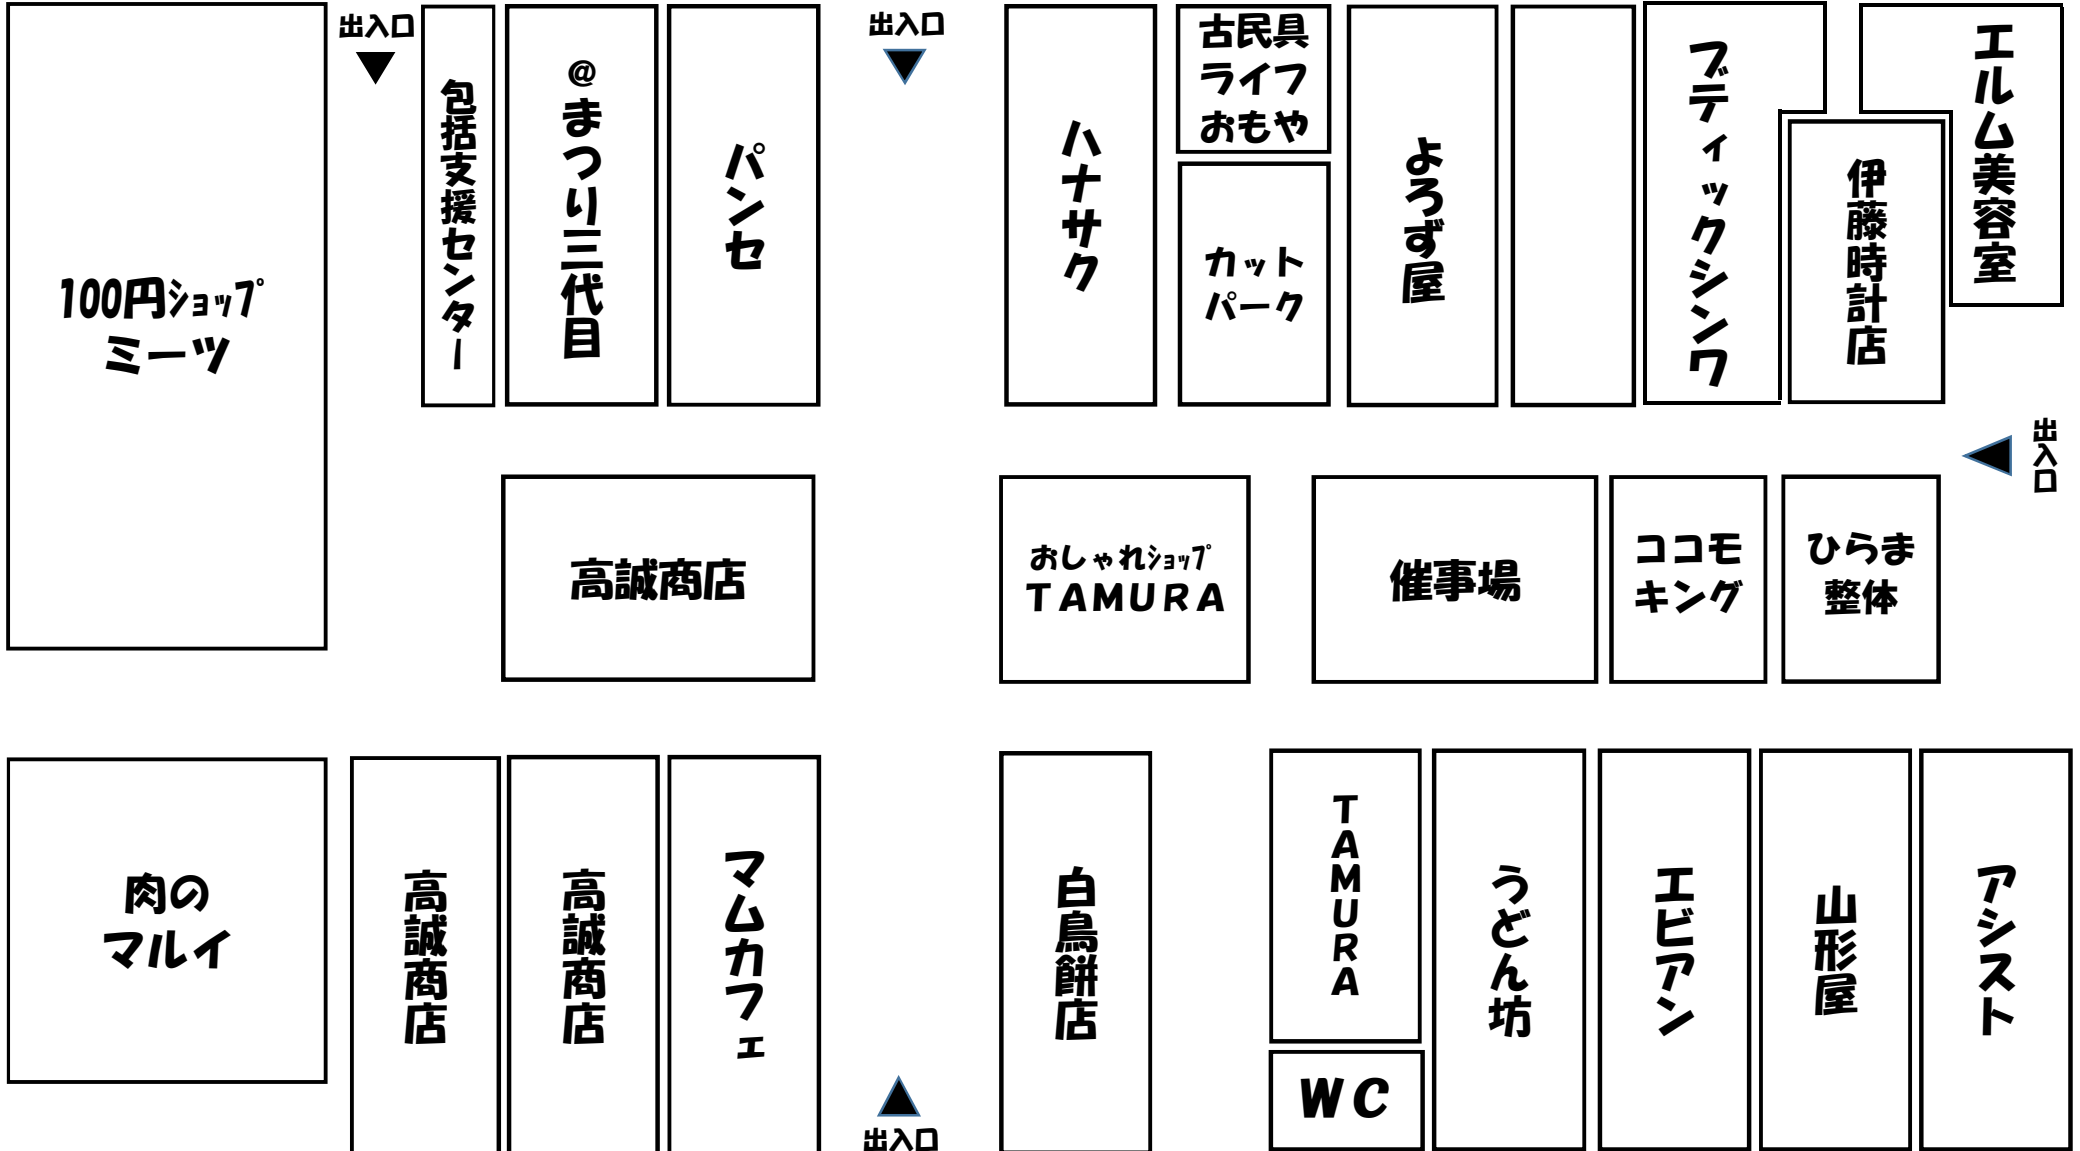 出入口
出入口
100円ｼｮｯﾌﾟ
ミーツ
包括支援センター
@まつり三代目
パンセ
ハナサク
古民具
ライフ
おもや
カット
パーク
よろず屋
ブティックシンワ
伊藤時計店
エルム美容室
出入口
高誠商店
おしゃれｼｮｯﾌﾟ
ＴＡＭＵＲＡ
催事場
ココモ
キング
ひらま
整体
肉の
マルイ
高誠商店
高誠商店
マムカフェ
白鳥餅店
ＴＡＭＵＲＡ
ＷＣ
うどん坊
エビアン
山形屋
アシスト
出入口